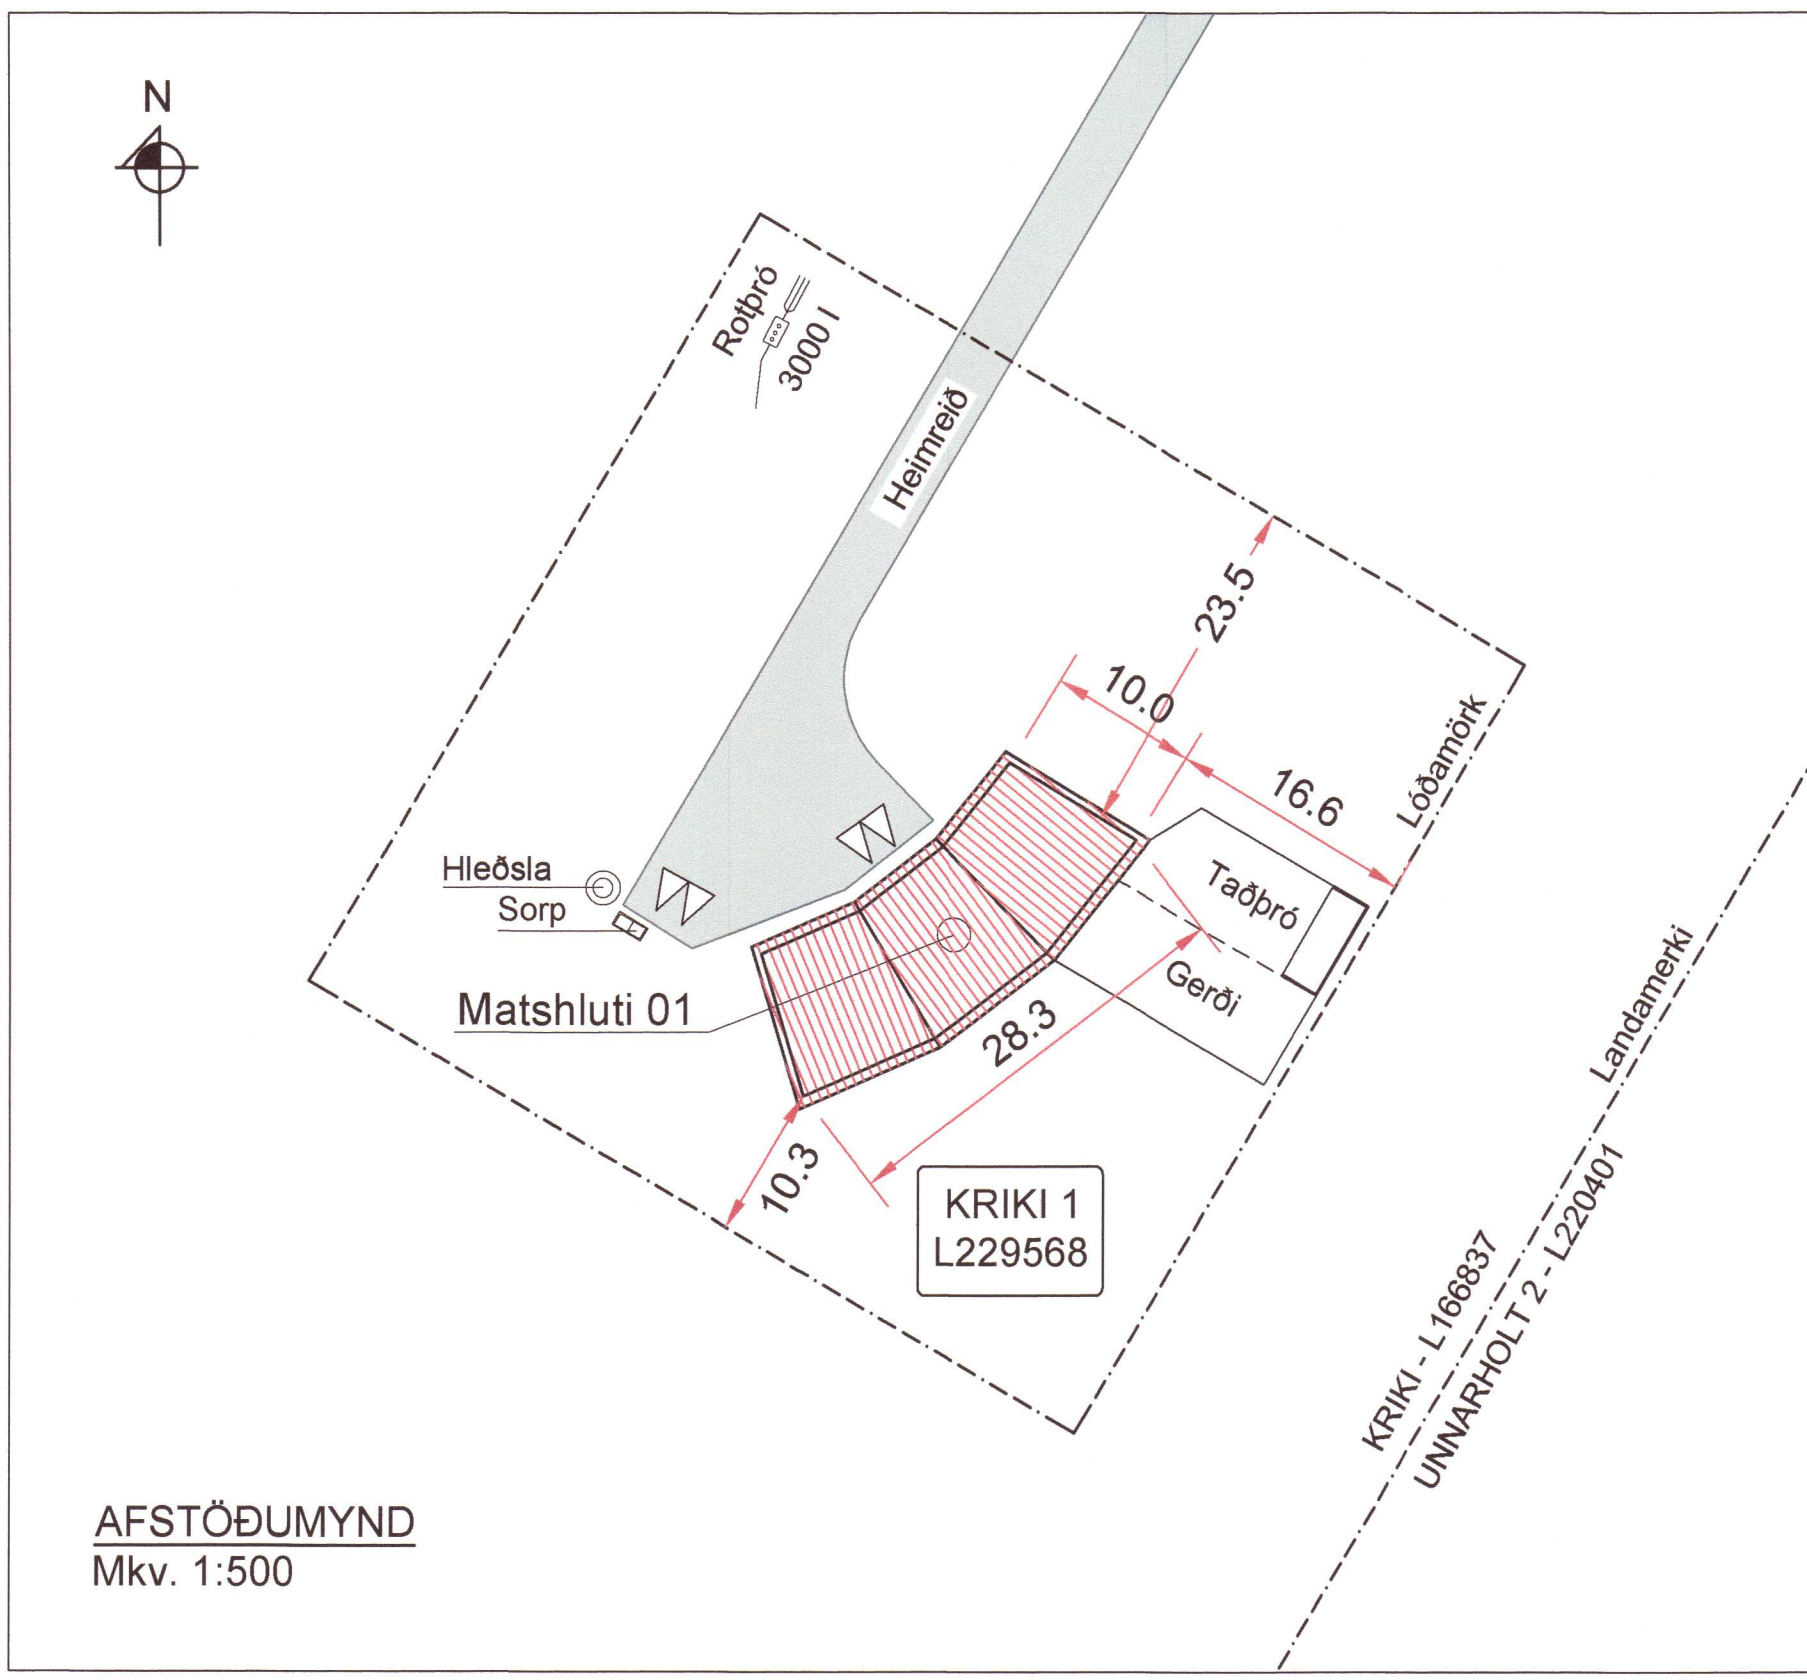 N
Rotþró
3000 l
Heimreið
23.5
10.0
16.6
Lóðamörk
Hleðsla
Sorp
Taðþró
Gerði
Matshluti 01
28.3
Landamerki
10.3
KRIKI 1
L229568
KRIKI - L166837
UNNARHOLT 2 - L220401
AFSTÖÐUMYND
Mkv. 1:500